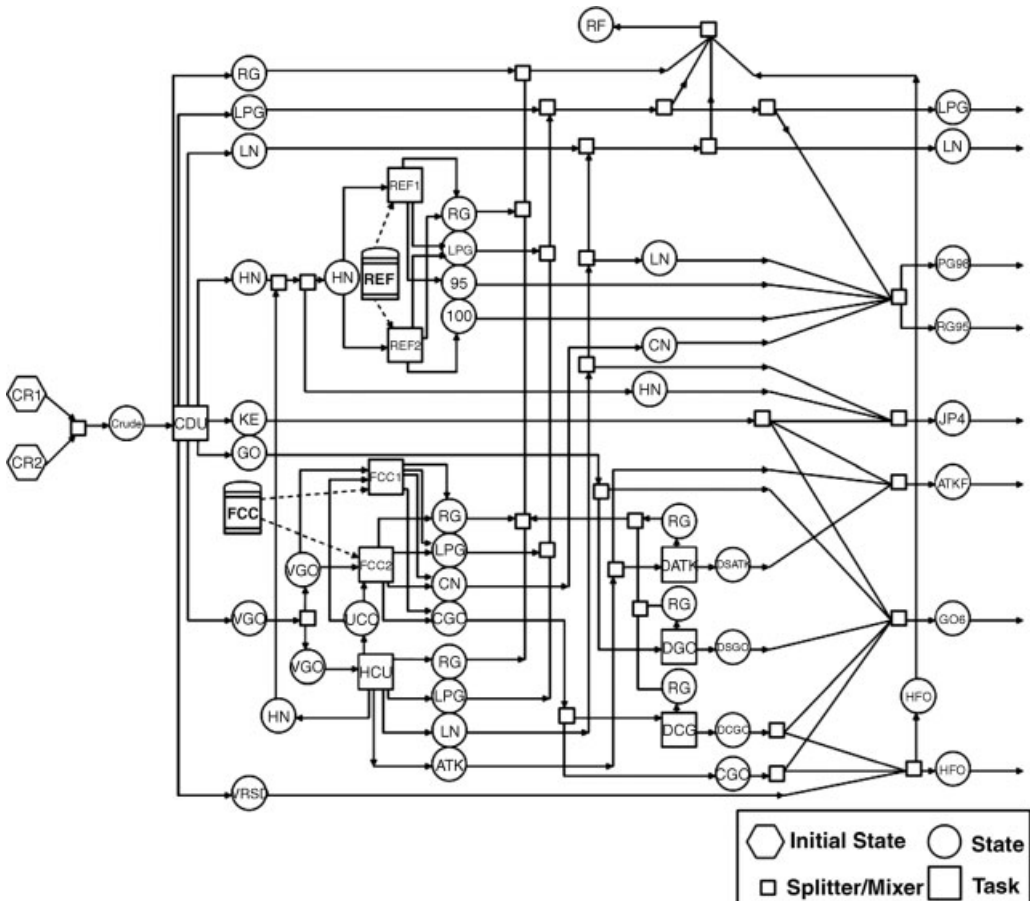 RF
RG
LPG
LPG
LN
LN
REF1
RG
LPG
LN
HN
HN
REF
95
PG98
100
RG95
REF2
CN
CR1
HN
CDU
KE
JP4
Crude
CR2
GO
FCC1
ATKF
FCC
RG
RG
LPG
DATK
DSATK
VGO
FCC2
CN
RG
VGO
UCO
CGO
GO6
VGO
HCU
RG
DGO
DSGO
RG
LPG
HFO
HN
LN
DCG
DCGO
ATK
CGO
HFO
VRSD
Initial State
State
Splitter/Mixer
Task